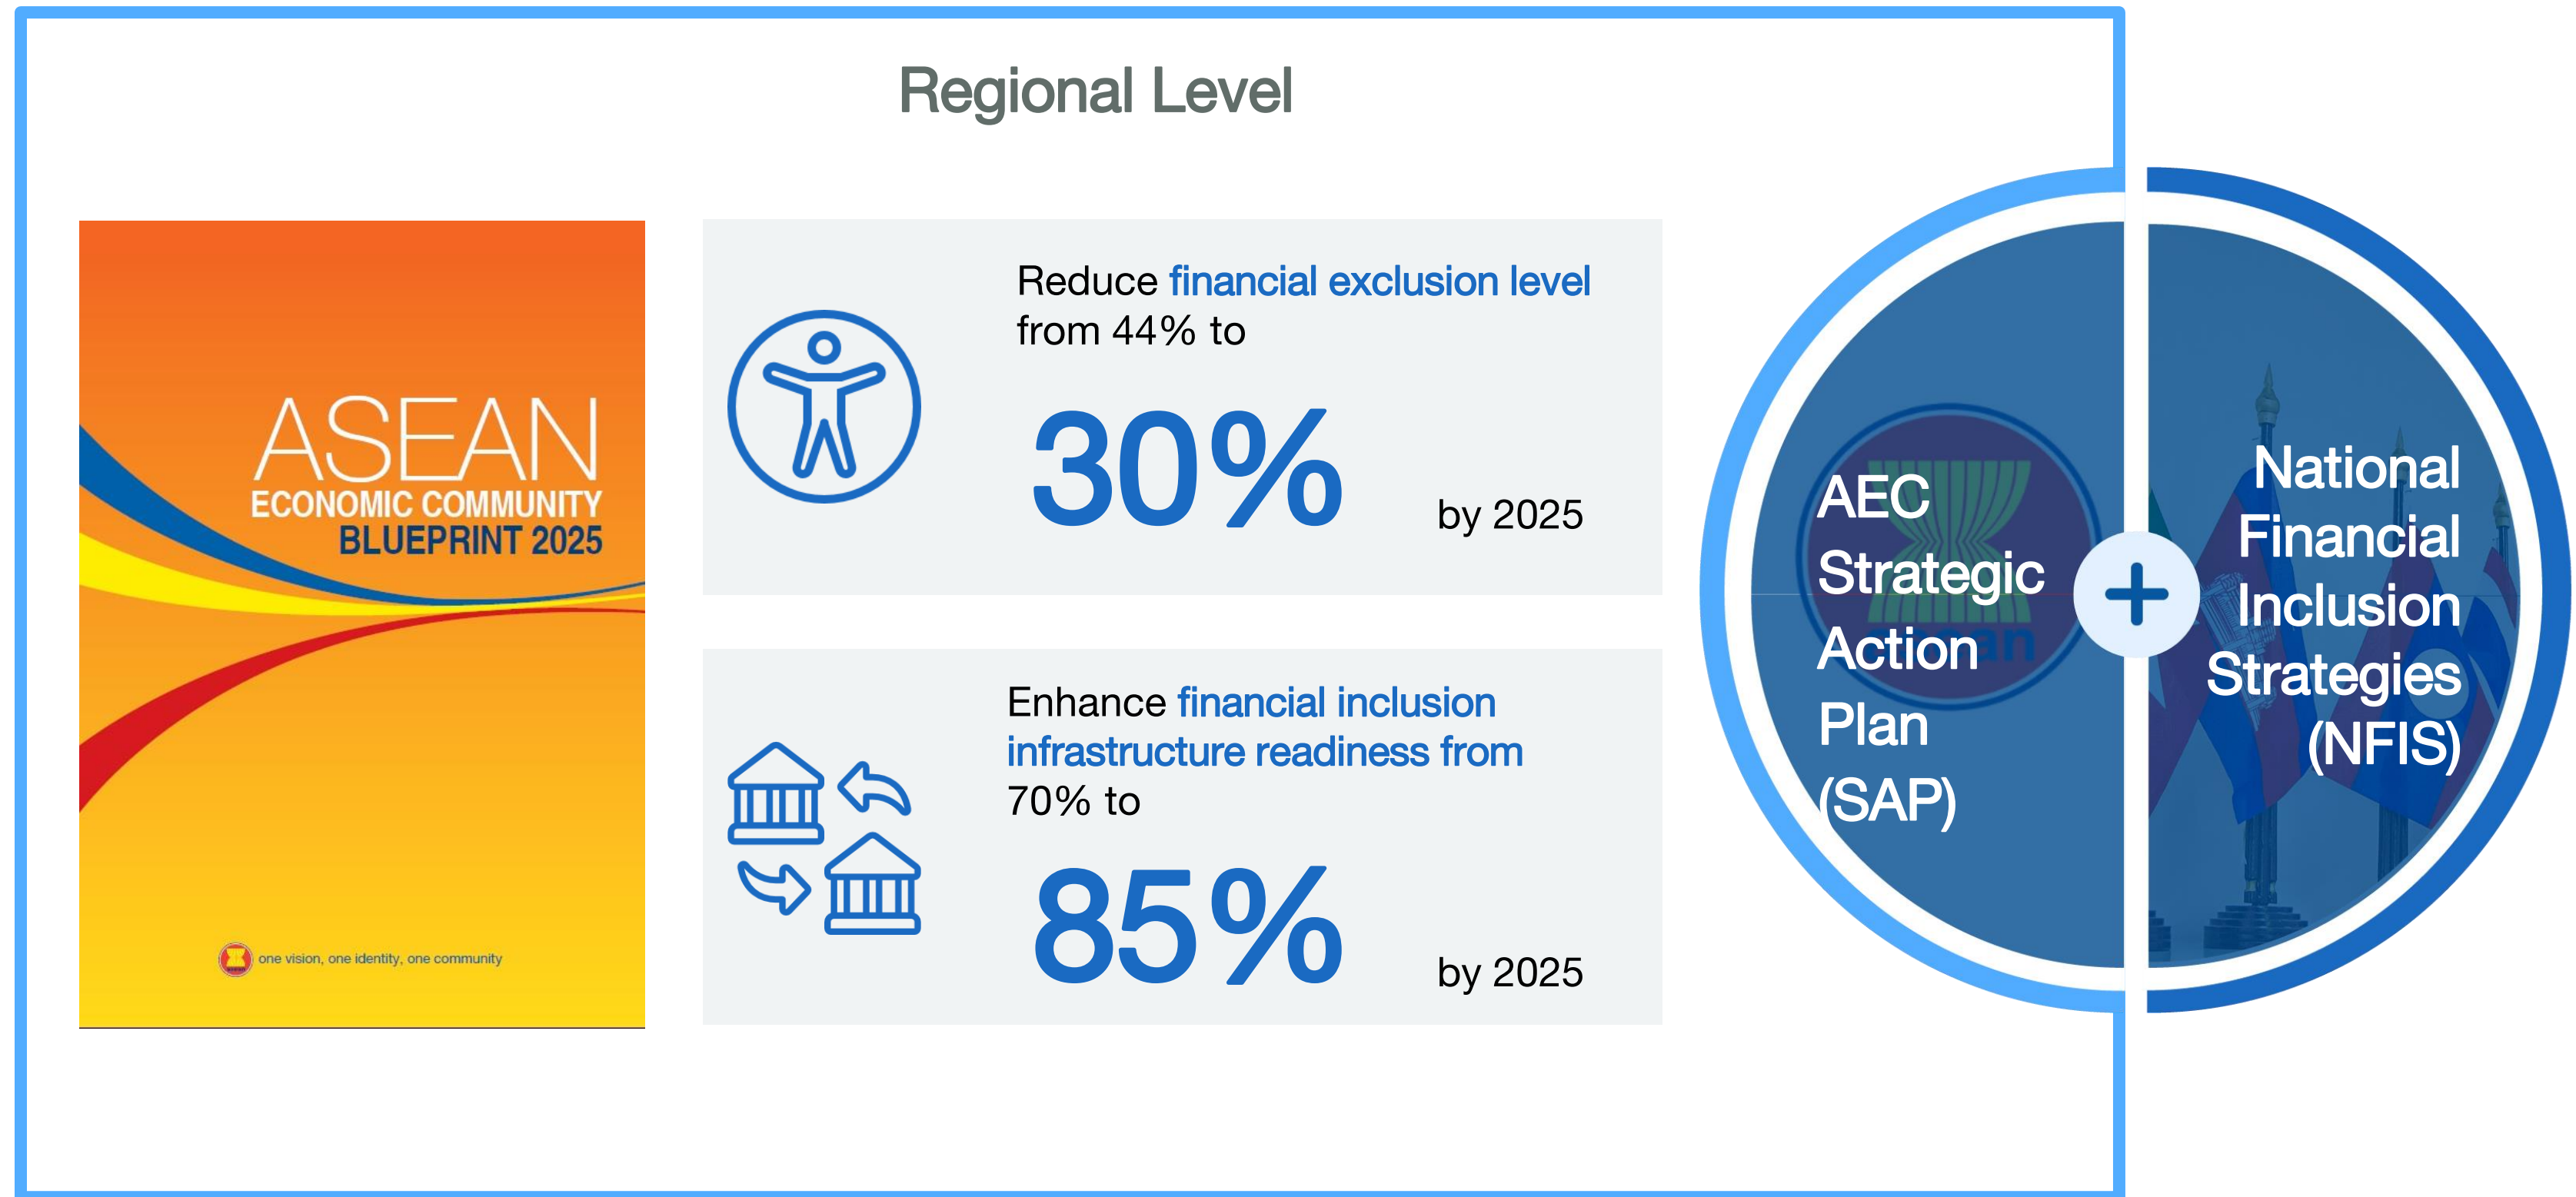 Regional Level
ASEAN
ECONOMIC COMMUNITY
BLUEPRINT 2025
one vision, one identity, one community
Reduce financial exclusion level
from 44% to
30%
by 2025
Enhance financial inclusion
infrastructure readiness from
70% to
85%
by 2025
AEC
Strategic
Action
Plan
(SAP)
asean
+
National
Financial
Inclusion
Strategies
(NFIS)